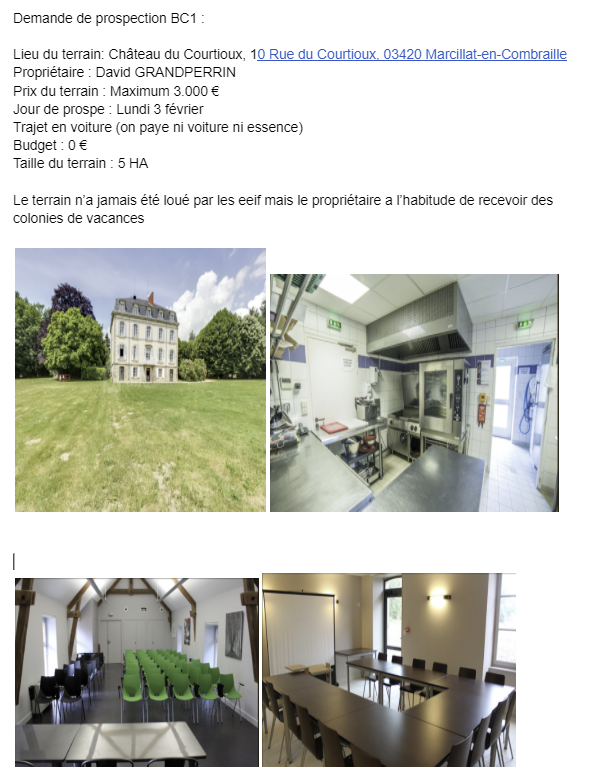 Demande de prospection BC1 :
Lieu du terrain: Château du Courtioux, 10 Rue du Courtioux, 03420 Marcillat-en-Combraille
Propriétaire : David GRANDPERRIN
Prix du terrain : Maximum 3.000 €
Jour de prospe : Lundi 3 février
Trajet en voiture (on paye ni voiture ni essence)
Budget : 0 €
Taille du terrain : 5 HA
Le terrain n’a jamais été loué par les eeif mais le propriétaire a l’habitude de recevoir des
colonies de vacances